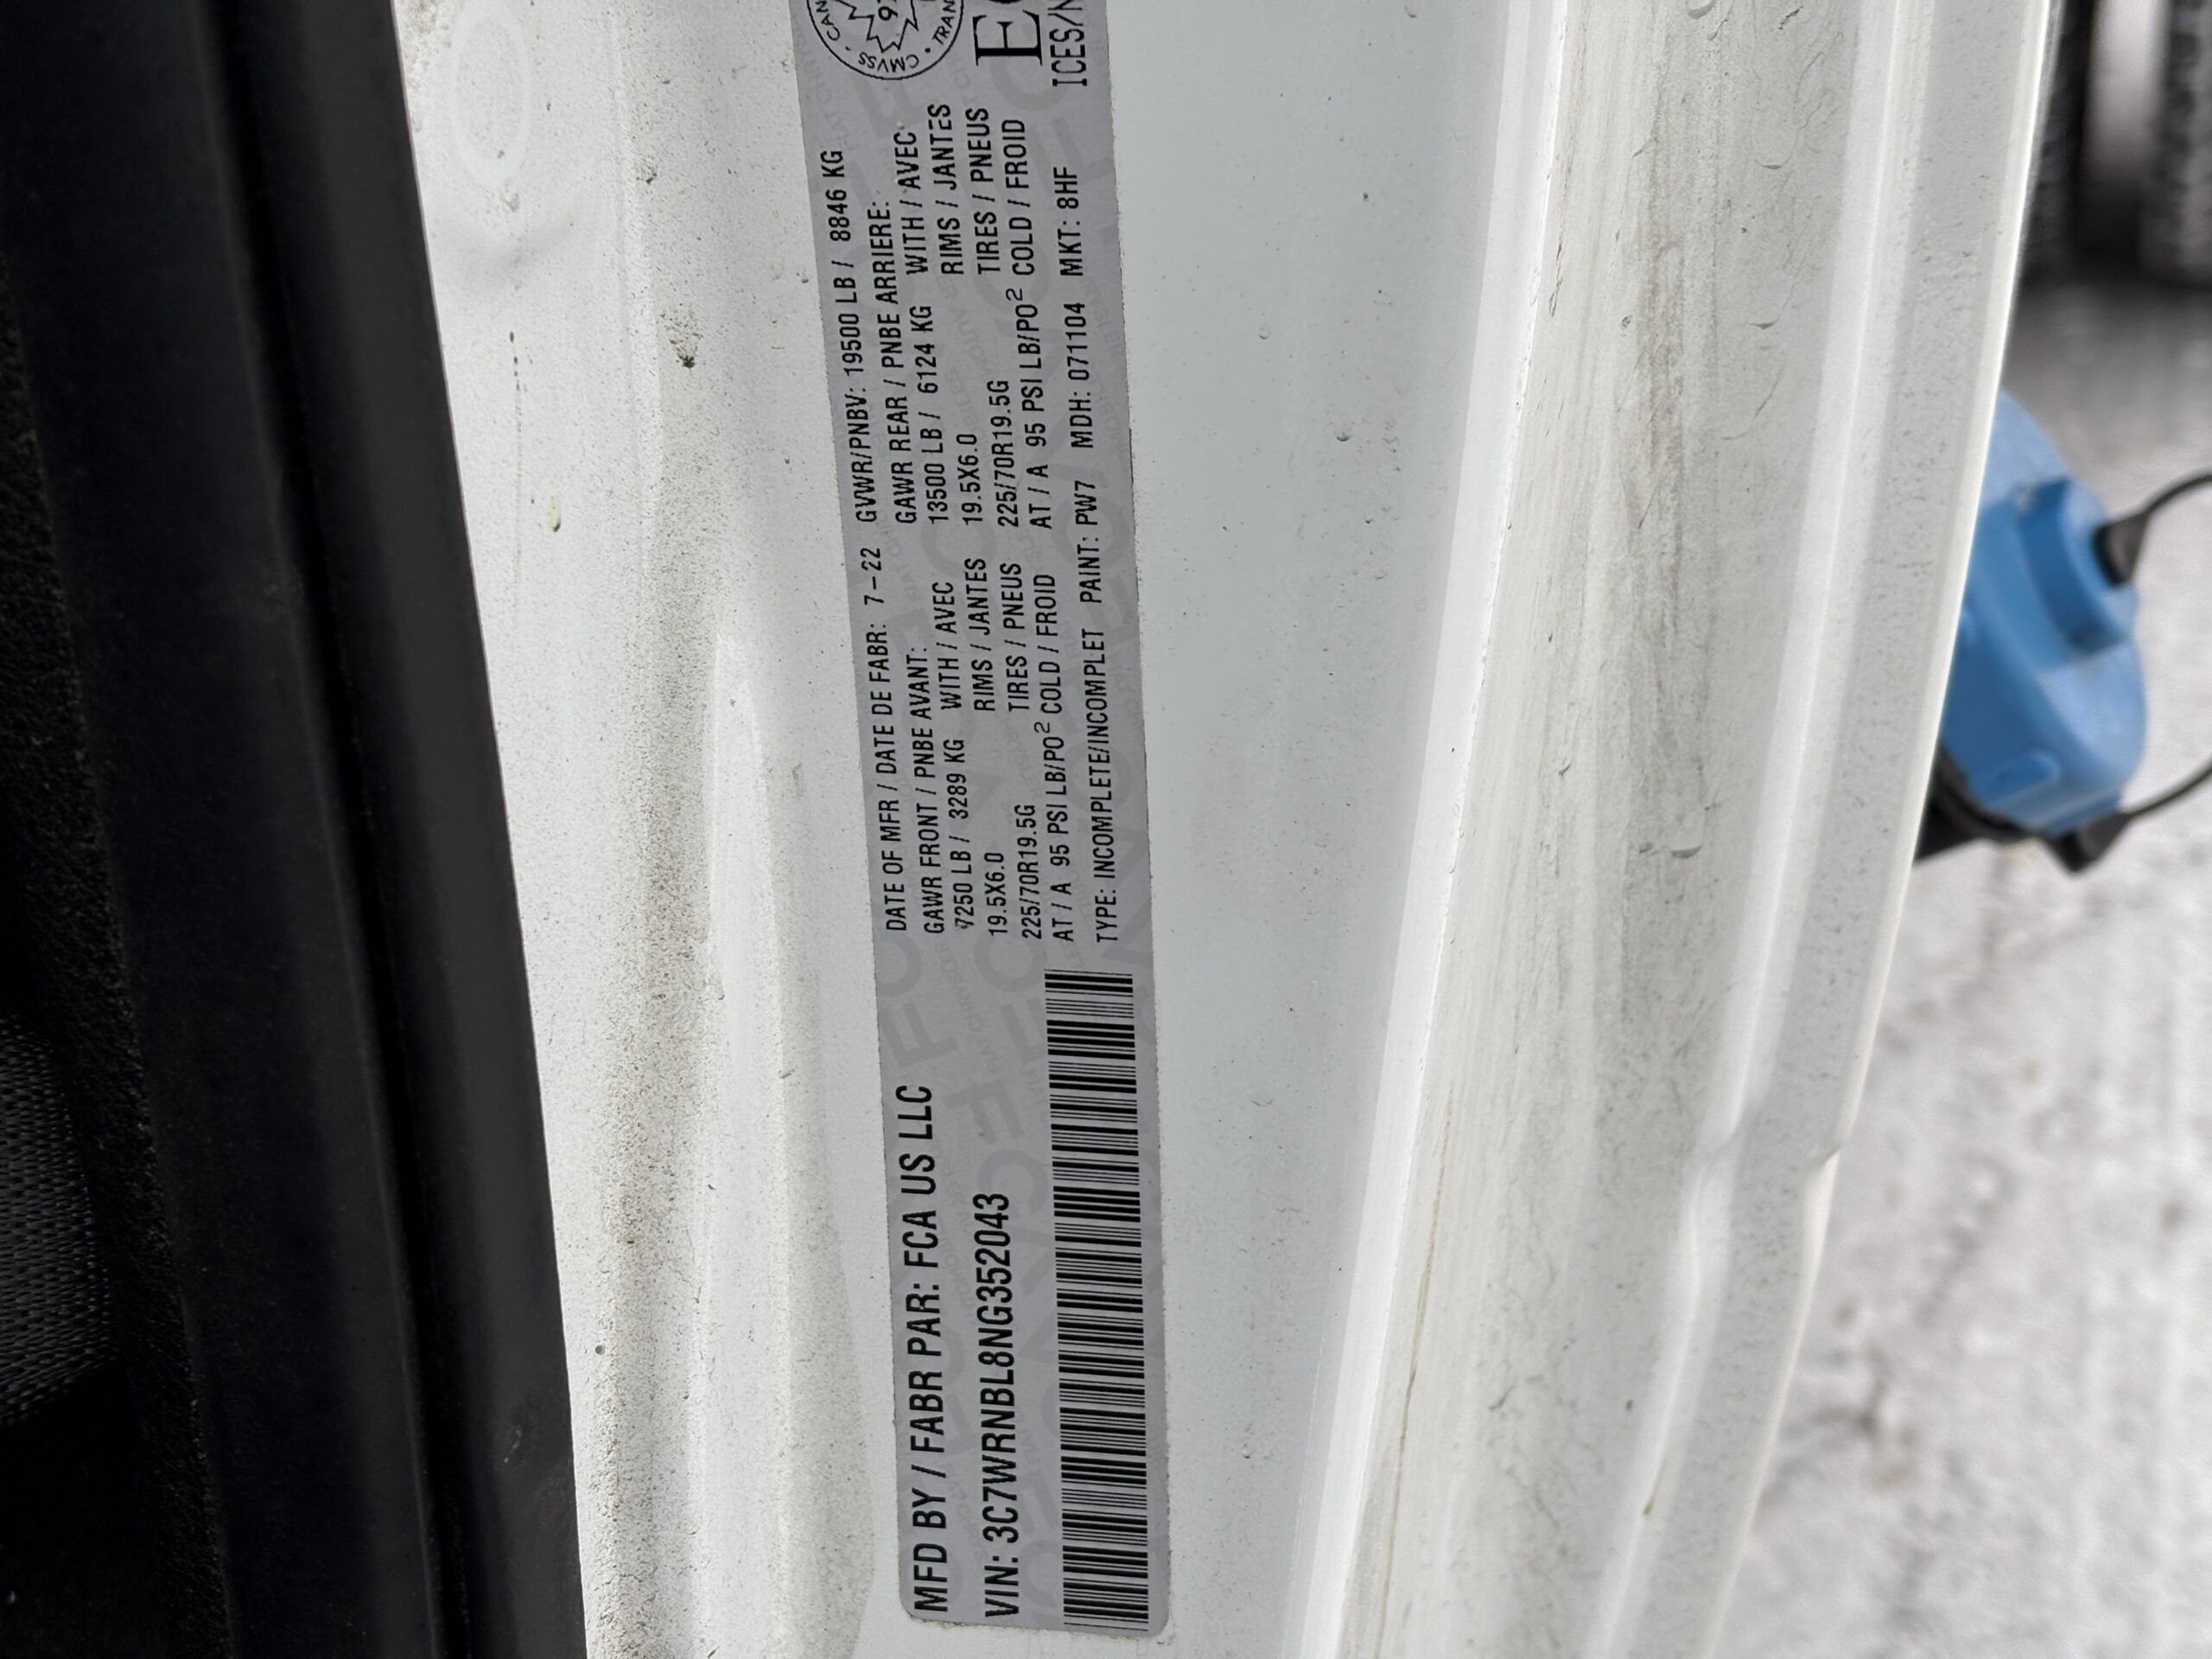 MFD BY / FABR PAR: FCA US LLC
VIN: 3C7WRNBL8NG352043
DATE OF MFR / DATE DE FABR: 7-22 GVWR/PNBV: 19500 LB / 8846 KG
GAWR FRONT / PNBE AVANT: GAWR REAR / PNBE ARRIERE:
7250 LB / 3289 KG WITH / AVEC 13500 LB / 6124 KG WITH / AVEC
19.5X6.0 RIMS / JANTES 19.5X6.0 RIMS / JANTES
225/70R19.5G TIRES / PNEUS 225/70R19.5G TIRES / PNEUS
AT / A 95 PSI LB/PO² COLD / FROID AT / A 95 PSI LB/PO² COLD / FROID
TYPE: INCOMPLETE/INCOMPLET PAINT: PW7 MDH: 071104 MKT: 8HF
CMVSS